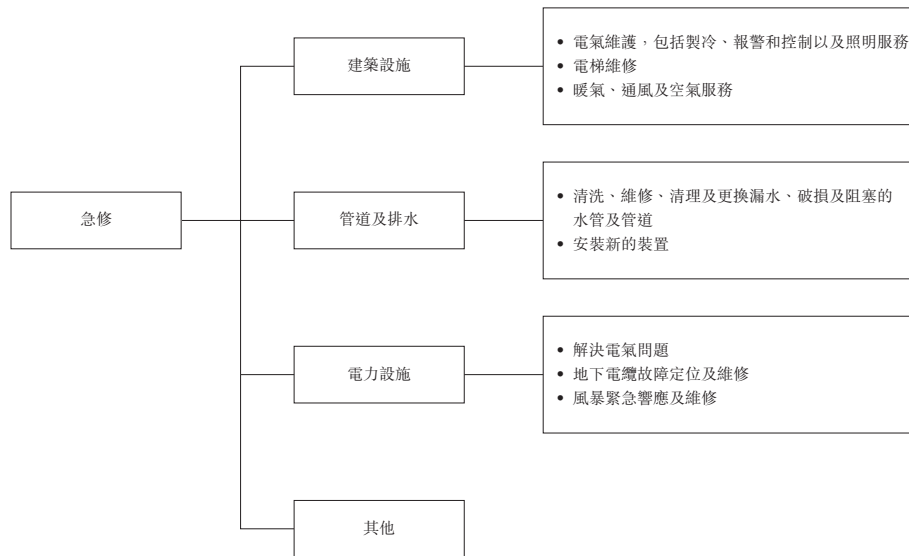 建築設施
• 電氣維護，包括製冷、報警和控制以及照明服務
• 電梯維修
• 暖氣、通風及空氣服務
急修
管道及排水
• 清洗、維修、清理及更換漏水、破損及阻塞的
水管及管道
• 安裝新的裝置
電力設施
• 解決電氣問題
• 地下電纜故障定位及維修
• 風暴緊急響應及維修
其他